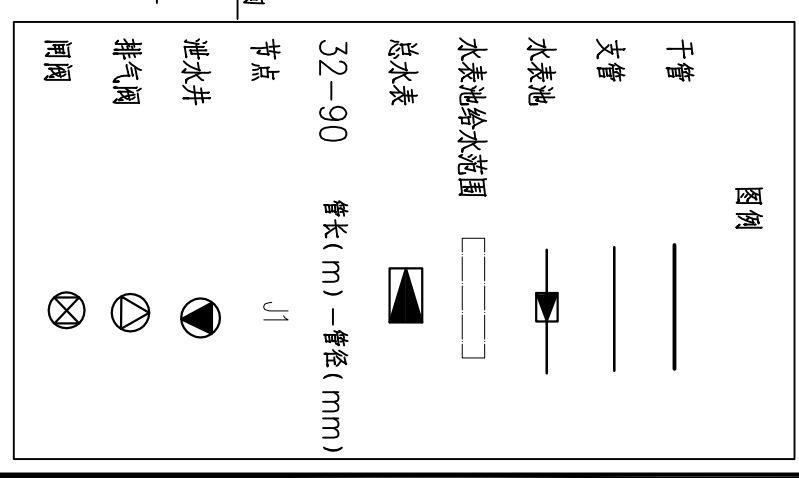 图例
干管
支管
水表池
水表池给水范围
总水表
32-90 管长(m)-管径(mm)
节点 J1
泄水井
排气阀
闸阀